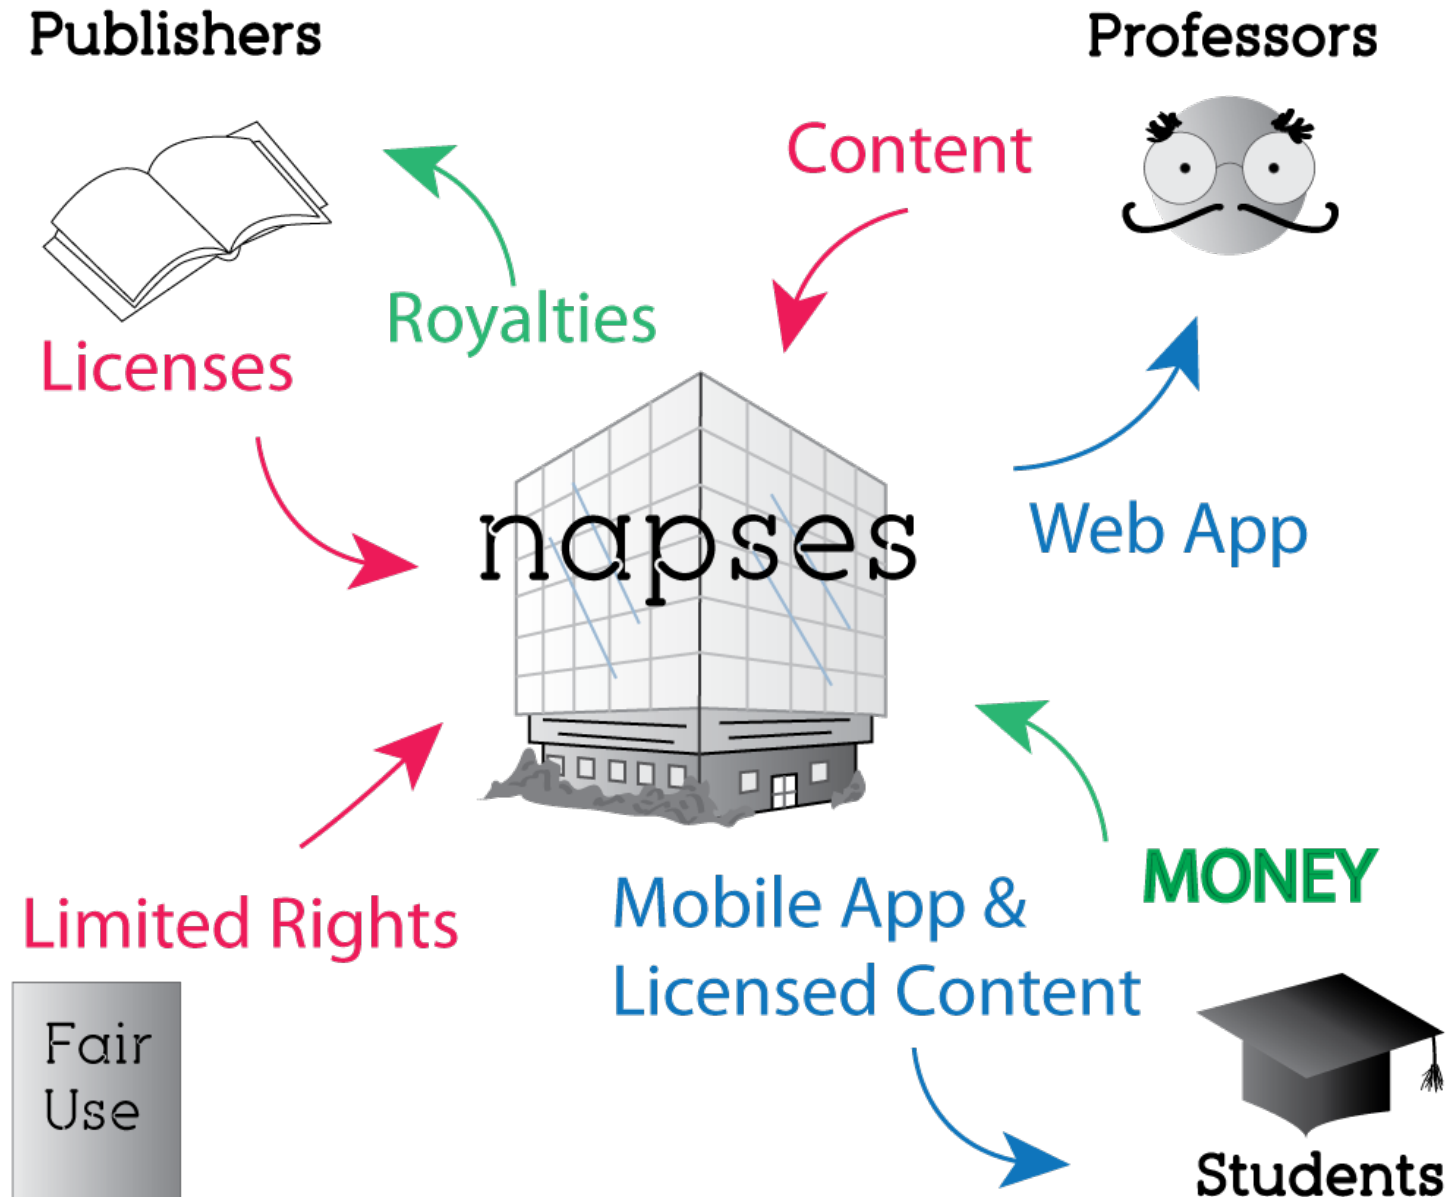 Publishers
Professors
Content
Royalties
Licenses
napses
Web App
MONEY
Limited Rights
Mobile App &
Licensed Content
Fair
Use
Students